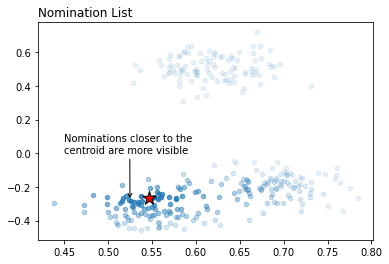 Nomination List
0.6
0.4
0.2
0.0
−0.2
−0.4
Nominations closer to the
centroid are more visible
0.45 0.50 0.55 0.60 0.65 0.70 0.75 0.80